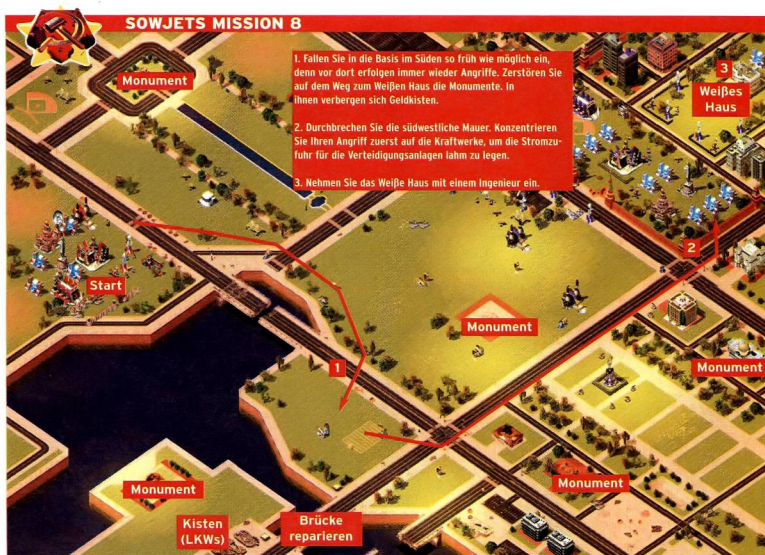 SOWJETS MISSION 8
1. Fallen Sie in die Basis im Süden so früh wie möglich ein,
denn vor dort erfolgen immer wieder Angriffe. Zerstören Sie
auf dem Weg zum Weißen Haus die Monumente. In
ihnen verbergen sich Geldkisten.
2. Durchbrechen Sie die südwestliche Mauer. Konzentrieren
Sie Ihren Angriff zuerst auf die Kraftwerke, um die Stromzu-
fuhr für die Verteidigungsanlagen lahm zu legen.
3. Nehmen Sie das Weiße Haus mit einem Ingenieur ein.
Monument
3
Weißes
Haus
2
Start
Monument
1
Monument
Monument
Monument
Kisten
(LKWs)
Brücke
reparieren